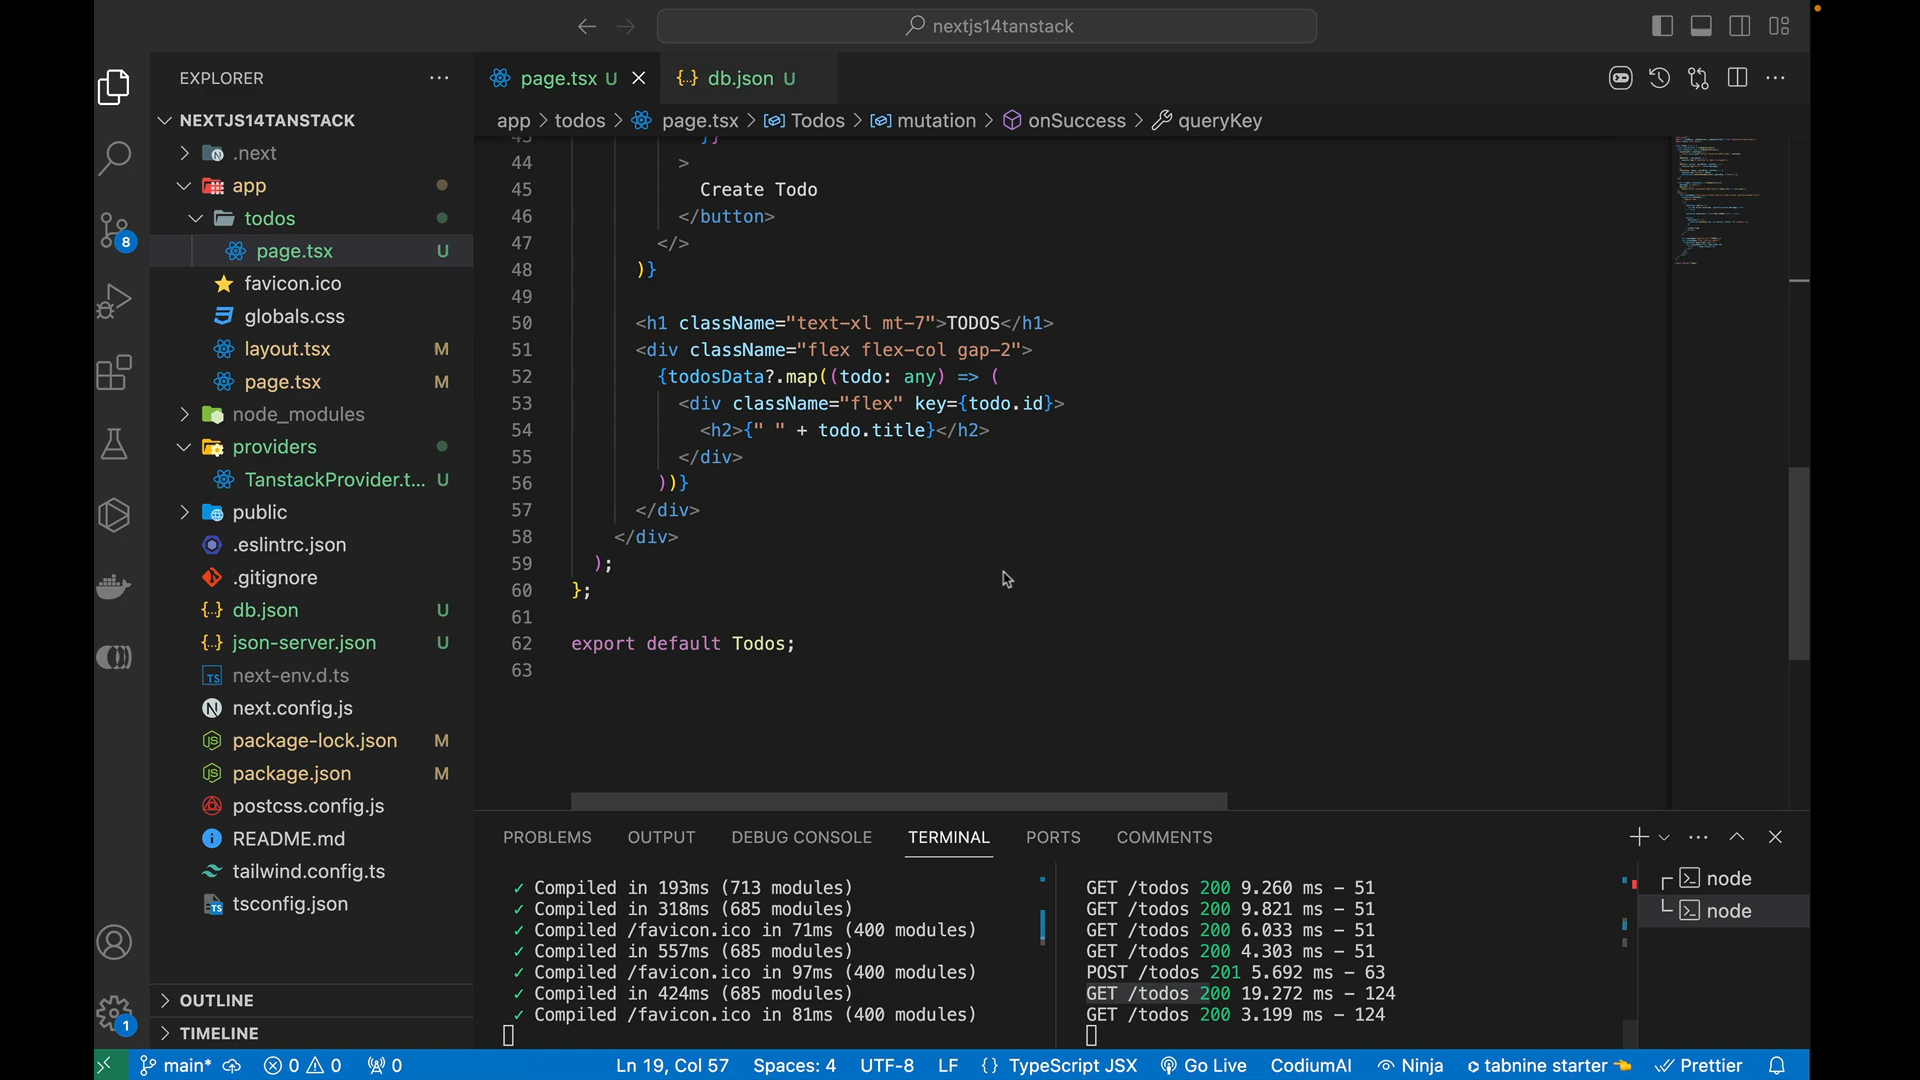 nextjs14tanstack
EXPLORER
NEXTJS14TANSTACK
.next
app
todos
page.tsx U
favicon.ico
globals.css
layout.tsx M
page.tsx M
node_modules
providers
TanstackProvider.t... U
public
.eslintrc.json
.gitignore
db.json U
json-server.json U
next-env.d.ts
next.config.js
package-lock.json M
package.json M
postcss.config.js
README.md
tailwind.config.ts
tsconfig.json
OUTLINE
TIMELINE
8
1
page.tsx U
db.json U
app > todos > page.tsx > Todos > mutation > onSuccess > queryKey
44 >
45 Create Todo
46 </button>
47 </>
48 )}
49
50 <h1 className="text-xl mt-7">TODOS</h1>
51 <div className="flex flex-col gap-2">
52 {todosData?.map((todo: any) => (
53 <div className="flex" key={todo.id}>
54 <h2>{" " + todo.title}</h2>
55 </div>
56 ))}
57 </div>
58 </div>
59 );
60 };
61
62 export default Todos;
63
PROBLEMS OUTPUT DEBUG CONSOLE TERMINAL PORTS COMMENTS
✓ Compiled in 193ms (713 modules)
✓ Compiled in 318ms (685 modules)
✓ Compiled /favicon.ico in 71ms (400 modules)
✓ Compiled in 557ms (685 modules)
✓ Compiled /favicon.ico in 97ms (400 modules)
✓ Compiled in 424ms (685 modules)
✓ Compiled /favicon.ico in 81ms (400 modules)
GET /todos 200 9.260 ms – 51
GET /todos 200 9.821 ms – 51
GET /todos 200 6.033 ms – 51
GET /todos 200 4.303 ms – 51
POST /todos 201 5.692 ms – 63
GET /todos 200 19.272 ms – 124
GET /todos 200 3.199 ms – 124
node
node
main* 0 0 0 Ln 19, Col 57 Spaces: 4 UTF-8 LF {} TypeScript JSX Go Live CodiumAI Ninja tabnine starter Prettier